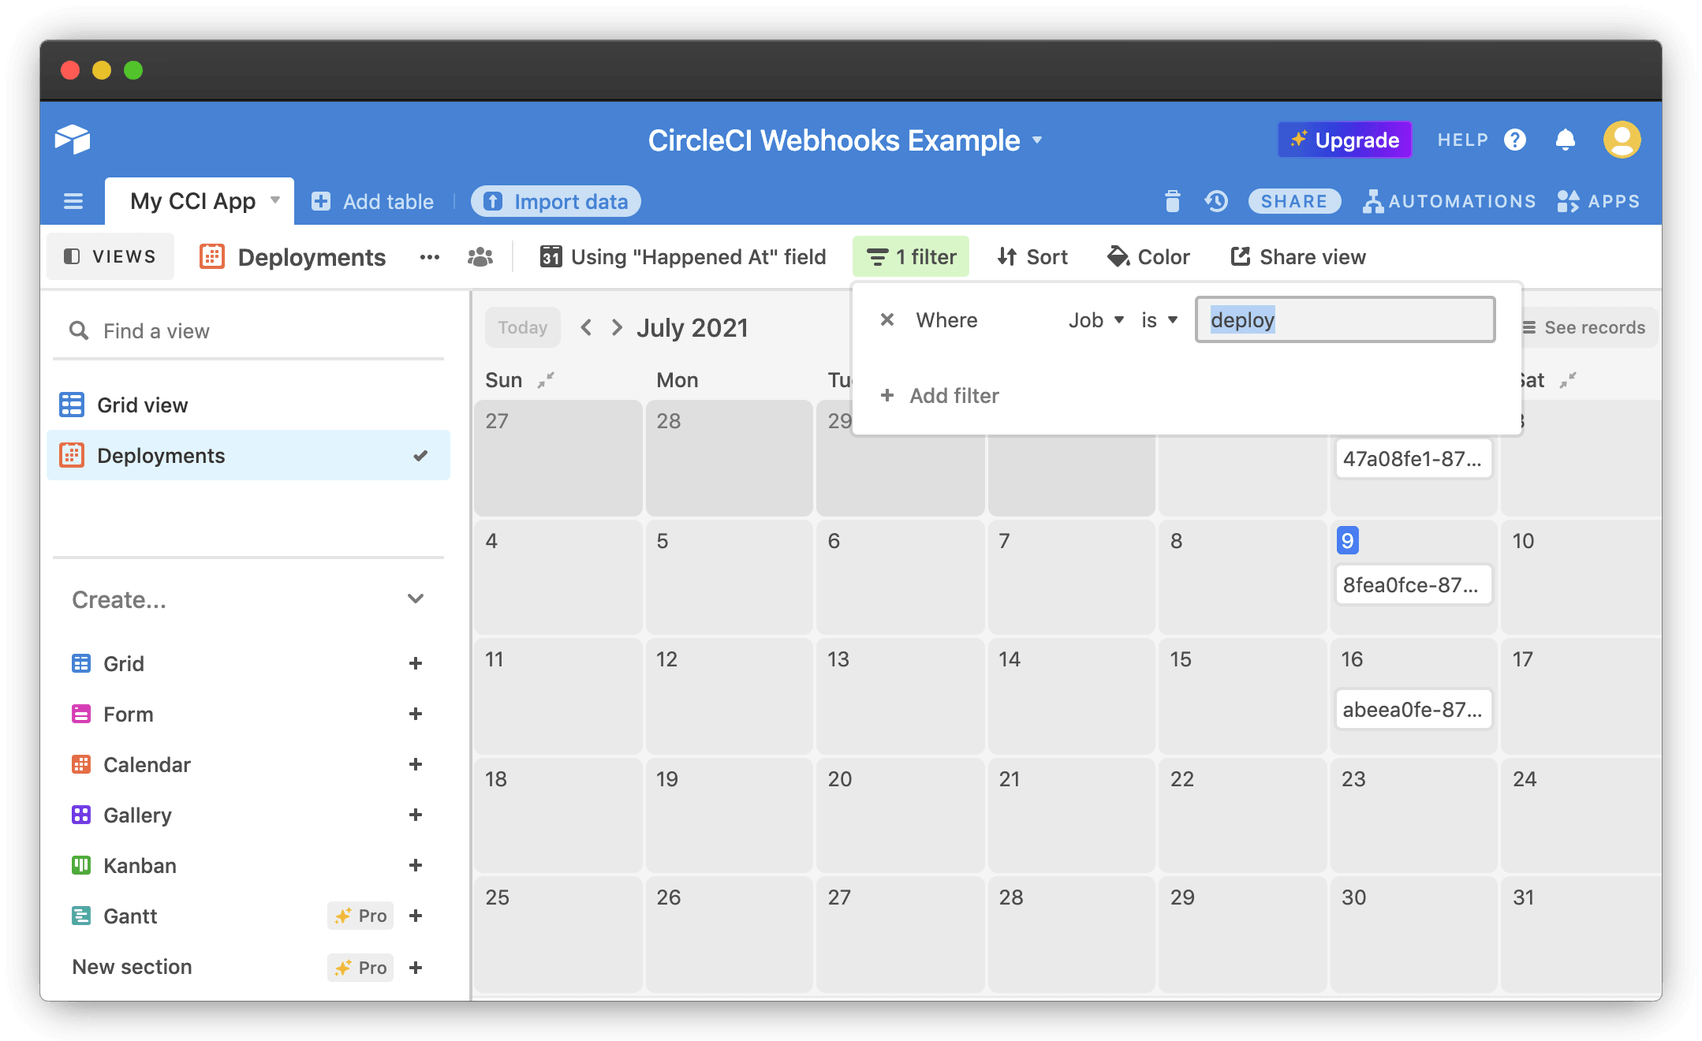 CircleCI Webhooks Example
Upgrade
HELP
My CCI App
Add table
Import data
SHARE
AUTOMATIONS
APPS
VIEWS
Deployments
31
Using "Happened At" field
1 filter
Sort
Color
Share view
Find a view
Today
July 2021
Where
Job
is
deploy
See records
Add filter
Grid view
Deployments
Create...
Grid
Form
Calendar
Gallery
Kanban
Gantt
Pro
New section
Pro
Sun
Mon
27
28
29
47a08fe1-87...
4
5
6
7
8
9
10
8fea0fce-87...
11
12
13
14
15
16
17
abeea0fe-87...
18
19
20
21
22
23
24
25
26
27
28
29
30
31